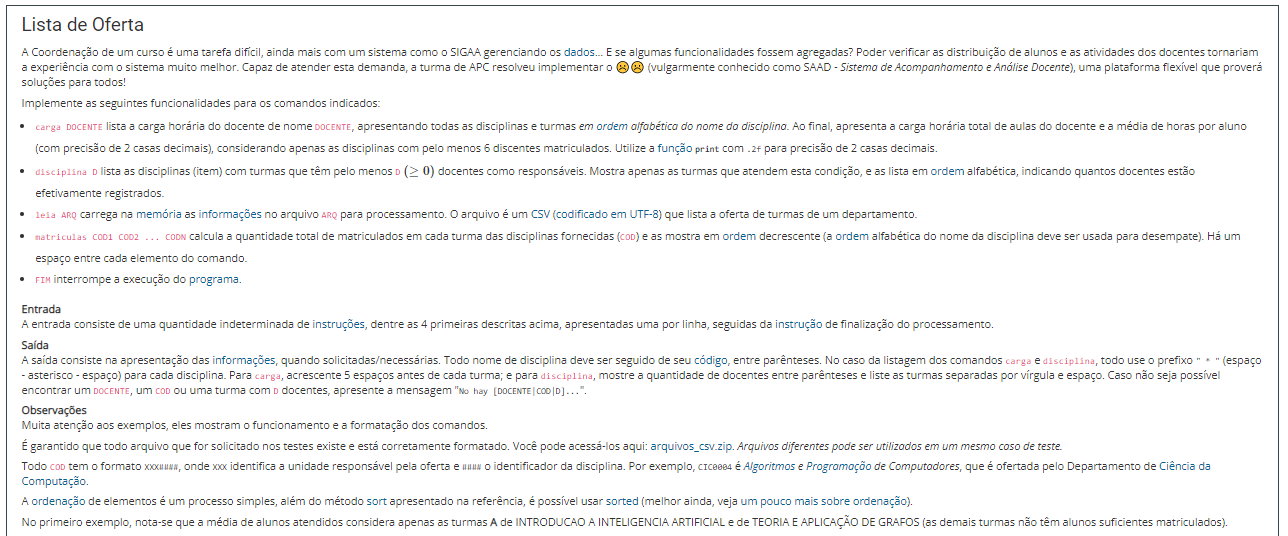 Lista de Oferta
A Coordenação de um curso é uma tarefa difícil, ainda mais com um sistema como o SIGAA gerenciando os dados... E se algumas funcionalidades fossem agregadas? Poder verificar as distribuição de alunos e as atividades dos docentes tornariam
a experiência com o sistema muito melhor. Capaz de atender esta demanda, a turma de APC resolveu implementar o ☹☹ (vulgarmente conhecido como SAAD - Sistema de Acompanhamento e Análise Docente), uma plataforma flexível que proverá
soluções para todos!
Implemente as seguintes funcionalidades para os comandos indicados:
• carga DOCENTE lista a carga horária do docente de nome DOCENTE, apresentando todas as disciplinas e turmas em ordem alfabética do nome da disciplina. Ao final, apresenta a carga horária total de aulas do docente e a média de horas por aluno
(com precisão de 2 casas decimais), considerando apenas as disciplinas com pelo menos 6 discentes matriculados. Utilize a função print com .2f para precisão de 2 casas decimais.
• disciplina D lista as disciplinas (item) com turmas que têm pelo menos D (≥ 0) docentes como responsáveis. Mostra apenas as turmas que atendem esta condição, e as lista em ordem alfabética, indicando quantos docentes estão
efetivamente registrados.
• leia ARQ carrega na memória as informações no arquivo ARQ para processamento. O arquivo é um CSV (codificado em UTF-8) que lista a oferta de turmas de um departamento.
• matriculas COD1 COD2 ... CODN calcula a quantidade total de matriculados em cada turma das disciplinas fornecidas (COD) e as mostra em ordem decrescente (a ordem alfabética do nome da disciplina deve ser usada para desempate). Há um
espaço entre cada elemento do comando.
• FIM interrompe a execução do programa.
Entrada
A entrada consiste de uma quantidade indeterminada de instruções, dentre as 4 primeiras descritas acima, apresentadas uma por linha, seguidas da instrução de finalização do processamento.
Saída
A saída consiste na apresentação das informações, quando solicitadas/necessárias. Todo nome de disciplina deve ser seguido de seu código, entre parênteses. No caso da listagem dos comandos carga e disciplina, todo use o prefixo " * " (espaço
- asterisco - espaço) para cada disciplina. Para carga, acrescente 5 espaços antes de cada turma; e para disciplina, mostre a quantidade de docentes entre parênteses e liste as turmas separadas por vírgula e espaço. Caso não seja possível
encontrar um DOCENTE, um COD ou uma turma com D docentes, apresente a mensagem "No hay [DOCENTE|COD|D]...".
Observações
Muita atenção aos exemplos, eles mostram o funcionamento e a formatação dos comandos.
É garantido que todo arquivo que for solicitado nos testes existe e está corretamente formatado. Você pode acessá-los aqui: arquivos_csv.zip. Arquivos diferentes pode ser utilizados em um mesmo caso de teste.
Todo COD tem o formato XXX####, onde XXX identifica a unidade responsável pela oferta e #### o identificador da disciplina. Por exemplo, CIC0004 é Algoritmos e Programação de Computadores, que é ofertada pelo Departamento de Ciência da
Computação.
A ordenação de elementos é um processo simples, além do método sort apresentado na referência, é possível usar sorted (melhor ainda, veja um pouco mais sobre ordenação).
No primeiro exemplo, nota-se que a média de alunos atendidos considera apenas as turmas A de INTRODUCAO A INTELIGENCIA ARTIFICIAL e de TEORIA E APLICAÇÃO DE GRAFOS (as demais turmas não têm alunos suficientes matriculados).